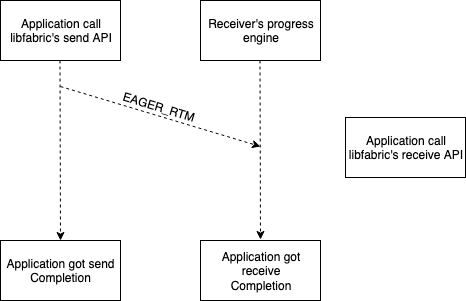 Application call
libfabric's send API
Receiver's progress
engine
EAGER_RTM
Application call
libfabric's receive API
Application got send
Completion
Application got
receive
Completion